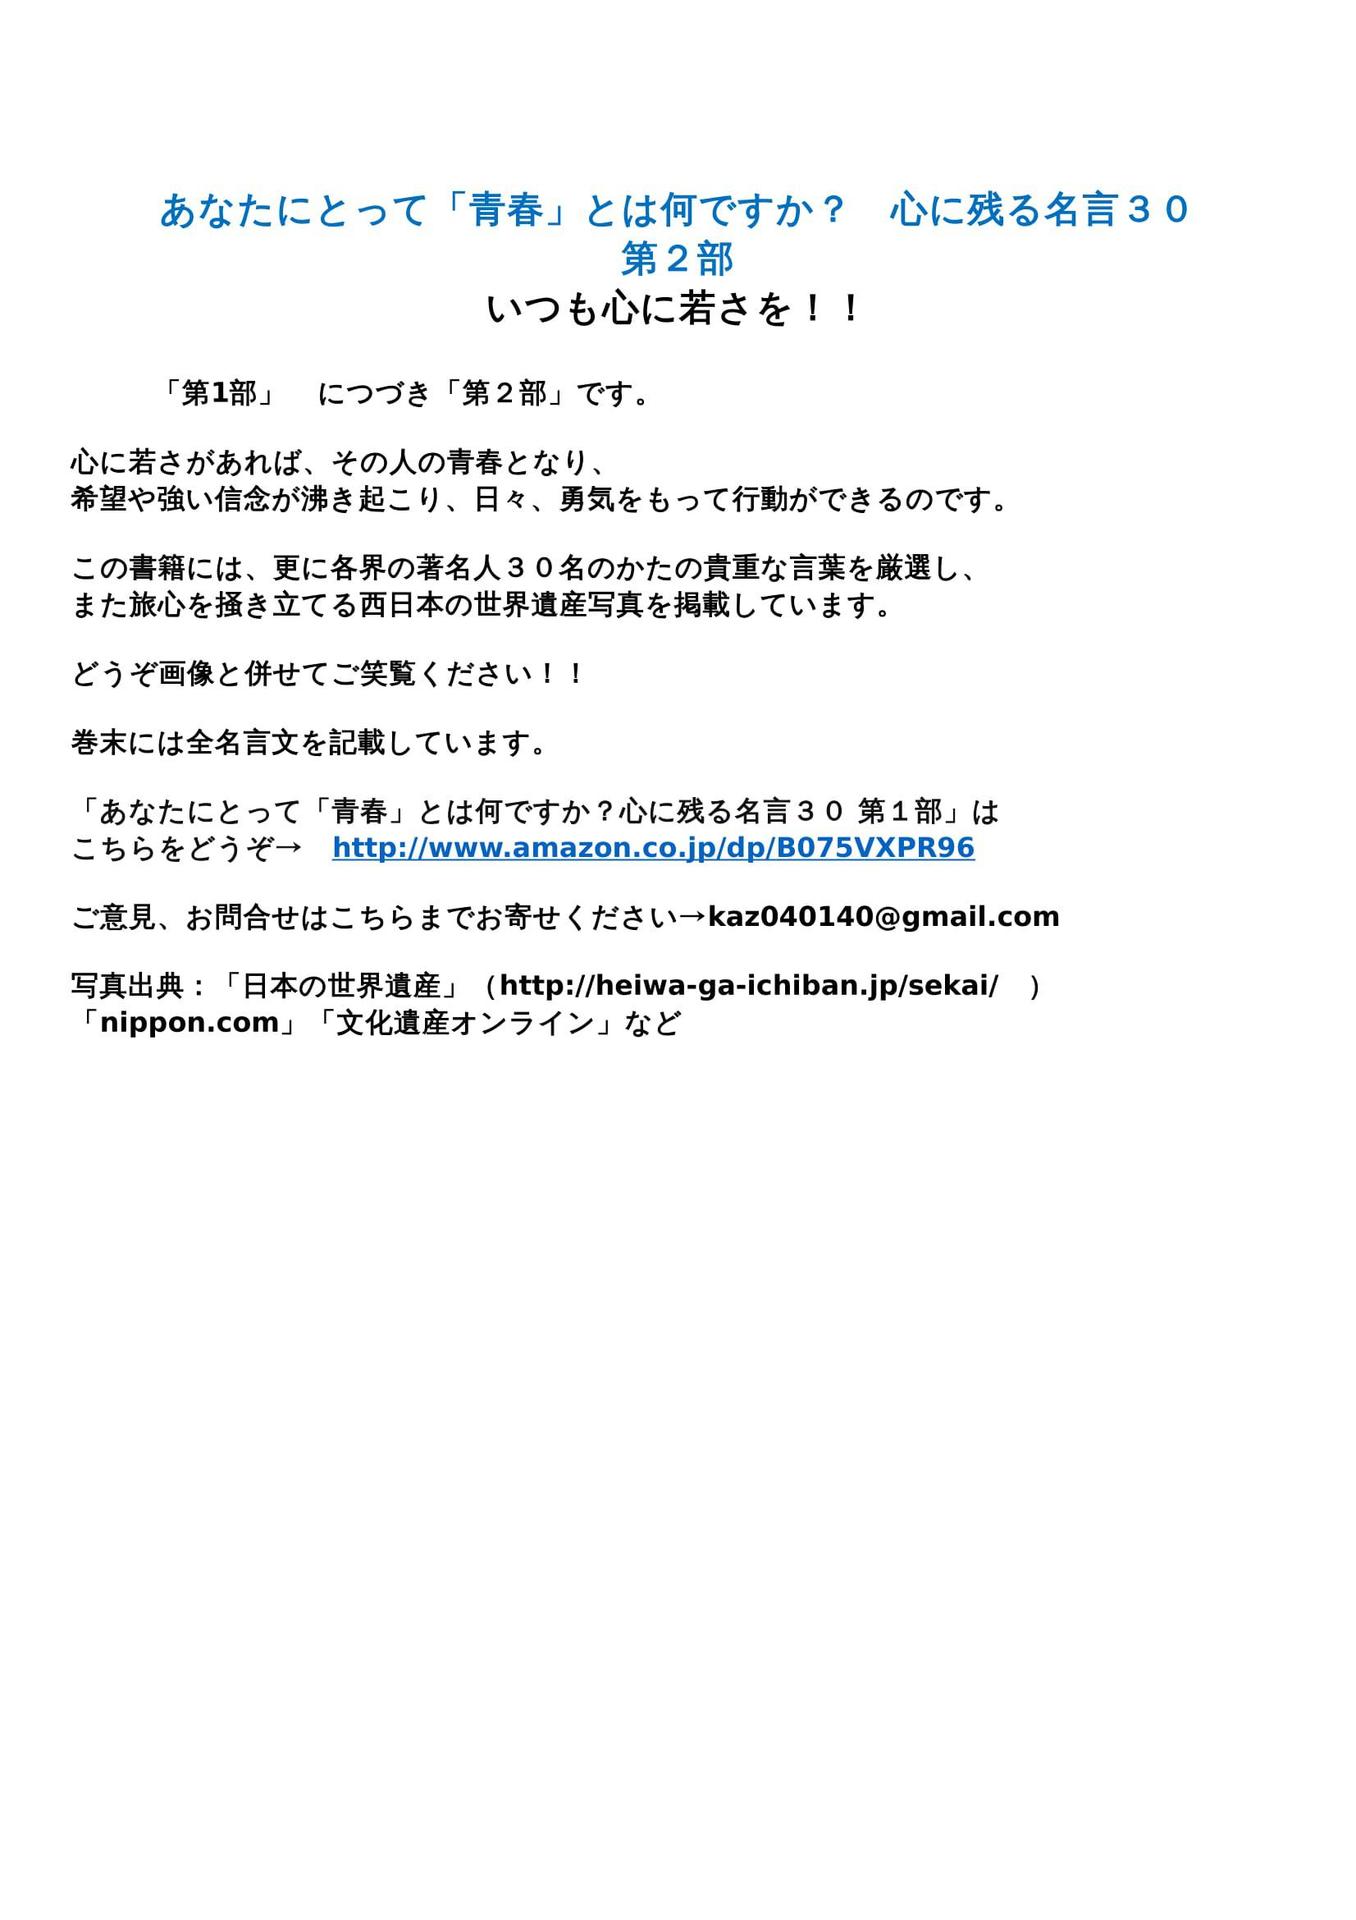 あなたにとって「青春」とは何ですか？　心に残る名言３０
第２部
いつも心に若さを！！
「第1部」　につづき「第２部」です。
心に若さがあれば、その人の青春となり、
希望や強い信念が沸き起こり、日々、勇気をもって行動ができるのです。
この書籍には、更に各界の著名人３０名のかたの貴重な言葉を厳選し、
また旅心を掻き立てる西日本の世界遺産写真を掲載しています。
どうぞ画像と併せてご笑覧ください！！
巻末には全名言文を記載しています。
「あなたにとって「青春」とは何ですか？心に残る名言３０ 第１部」は
こちらをどうぞ→　http://www.amazon.co.jp/dp/B075VXPR96
ご意見、お問合せはこちらまでお寄せください→kaz040140@gmail.com
写真出典：「日本の世界遺産」（http://heiwa-ga-ichiban.jp/sekai/　）
「nippon.com」「文化遺産オンライン」など